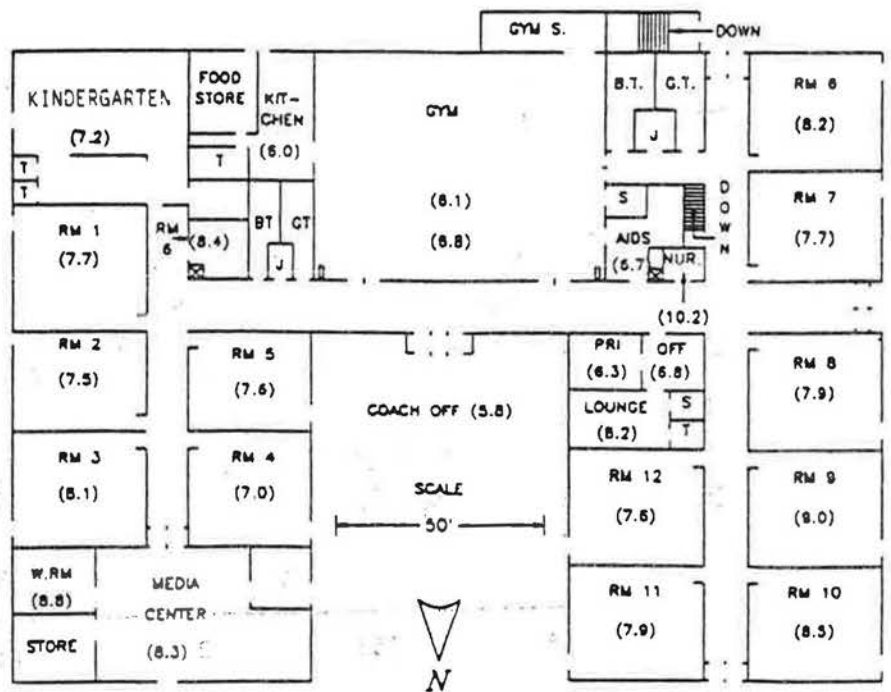 GYM S.
DOWN
FOOD
STORE
KIT-
CHEN
(6.0)
KINDERGARTEN
(7.2)
GYM
B.T.
G.T.
J
RM 6
(8.2)
T
T
T
(6.1)
(6.8)
S
DOWN
RM 7
(7.7)
RM 1
(7.7)
RM
6
(8.4)
BT
GT
J
AIDS
(6.7
NUR.
(10.2)
RM 2
(7.5)
RM 5
(7.6)
PRI
(6.3)
OFF
(6.8)
RM 8
(7.9)
COACH OFF (5.8)
LOUNGE
(8.2)
S
T
RM 3
(8.1)
RM 4
(7.0)
SCALE
50'
RM 12
(7.6)
RM 9
(9.0)
W.RM
(8.8)
MEDIA
CENTER
(8.3)
STORE
RM 11
(7.9)
RM 10
(8.5)
N